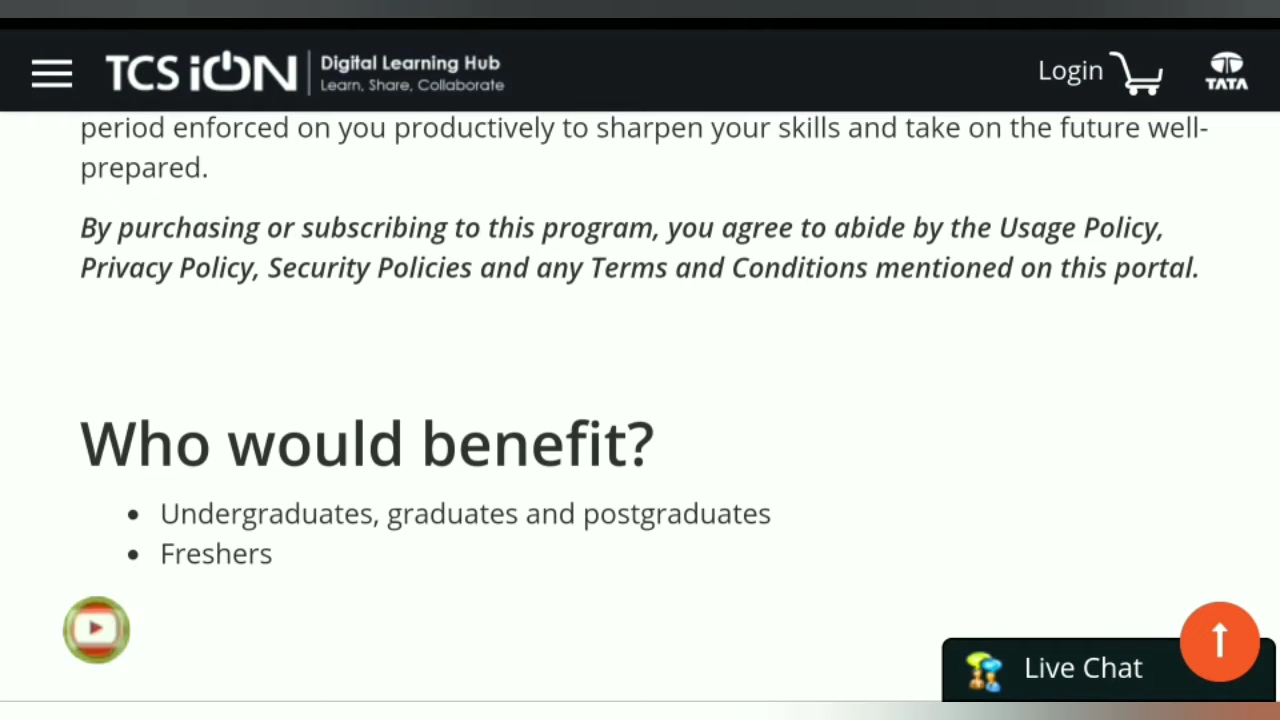 TCS iON
Digital Learning Hub
Learn, Share, Collaborate
Login
TATA
period enforced on you productively to sharpen your skills and take on the future well-
prepared.
By purchasing or subscribing to this program, you agree to abide by the Usage Policy,
Privacy Policy, Security Policies and any Terms and Conditions mentioned on this portal.
Who would benefit?
• Undergraduates, graduates and postgraduates
• Freshers
Live Chat